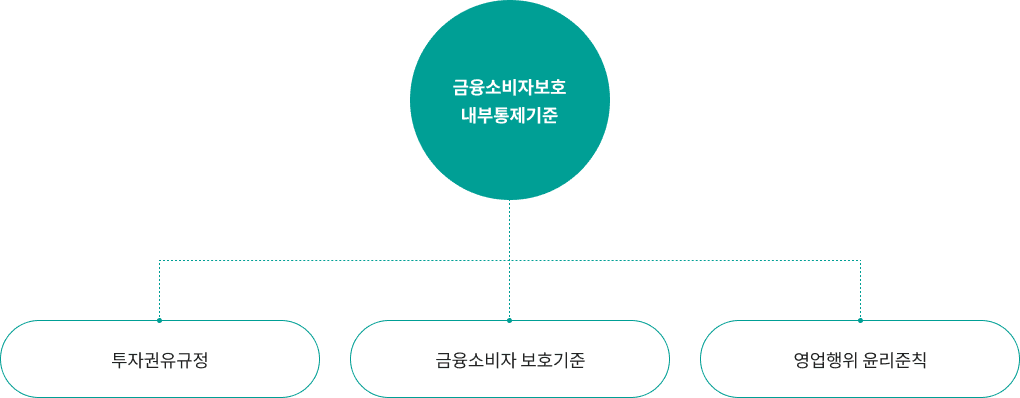 금융소비자보호
내부통제기준
투자권유규정
금융소비자 보호기준
영업행위 윤리준칙